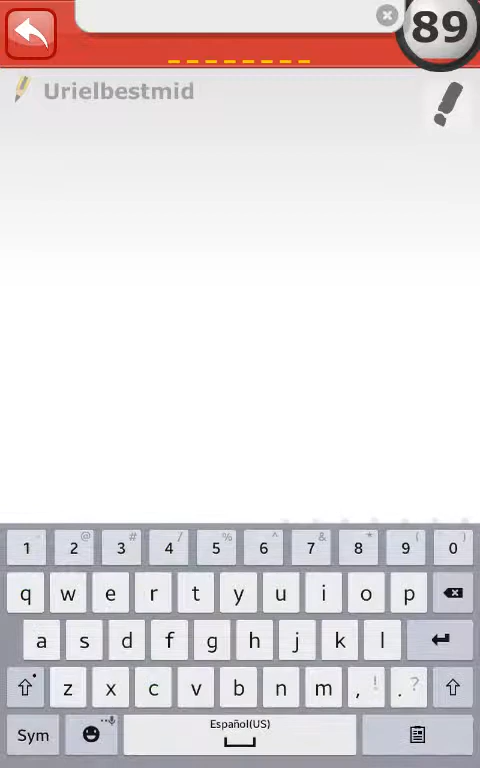 89
Urielbestmid
1 2 @ 3 # 4 / 5 % 6 ^ 7 & 8 * 9 ( 0 )
q w e r t y u i o p
a s d f g h j k l
z x c v b n m , ! . ?
Sym Español(US)